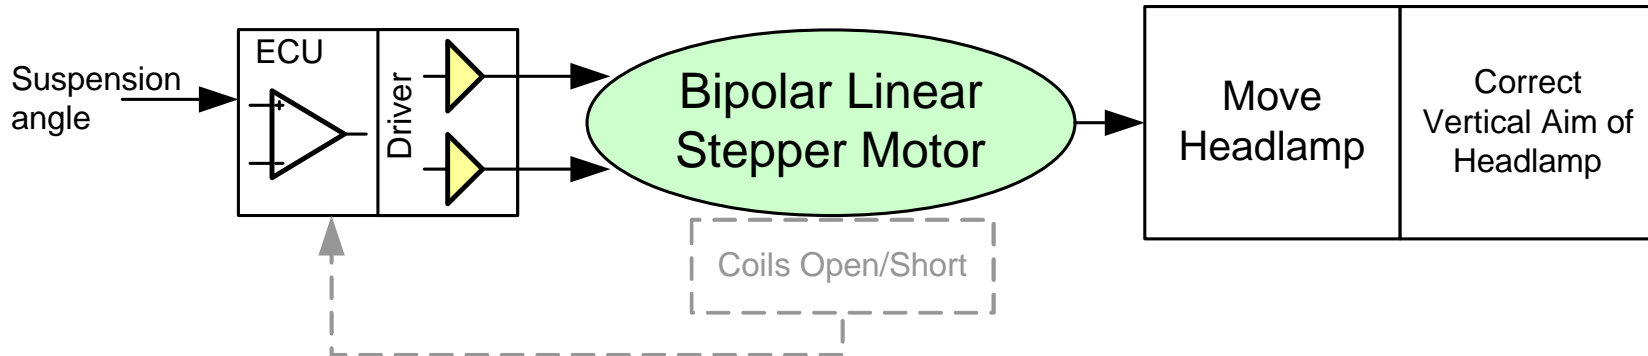 Suspension
angle
ECU
Driver
+
−
Bipolar Linear
Stepper Motor
Coils Open/Short
Move
Headlamp
Correct
Vertical Aim of
Headlamp